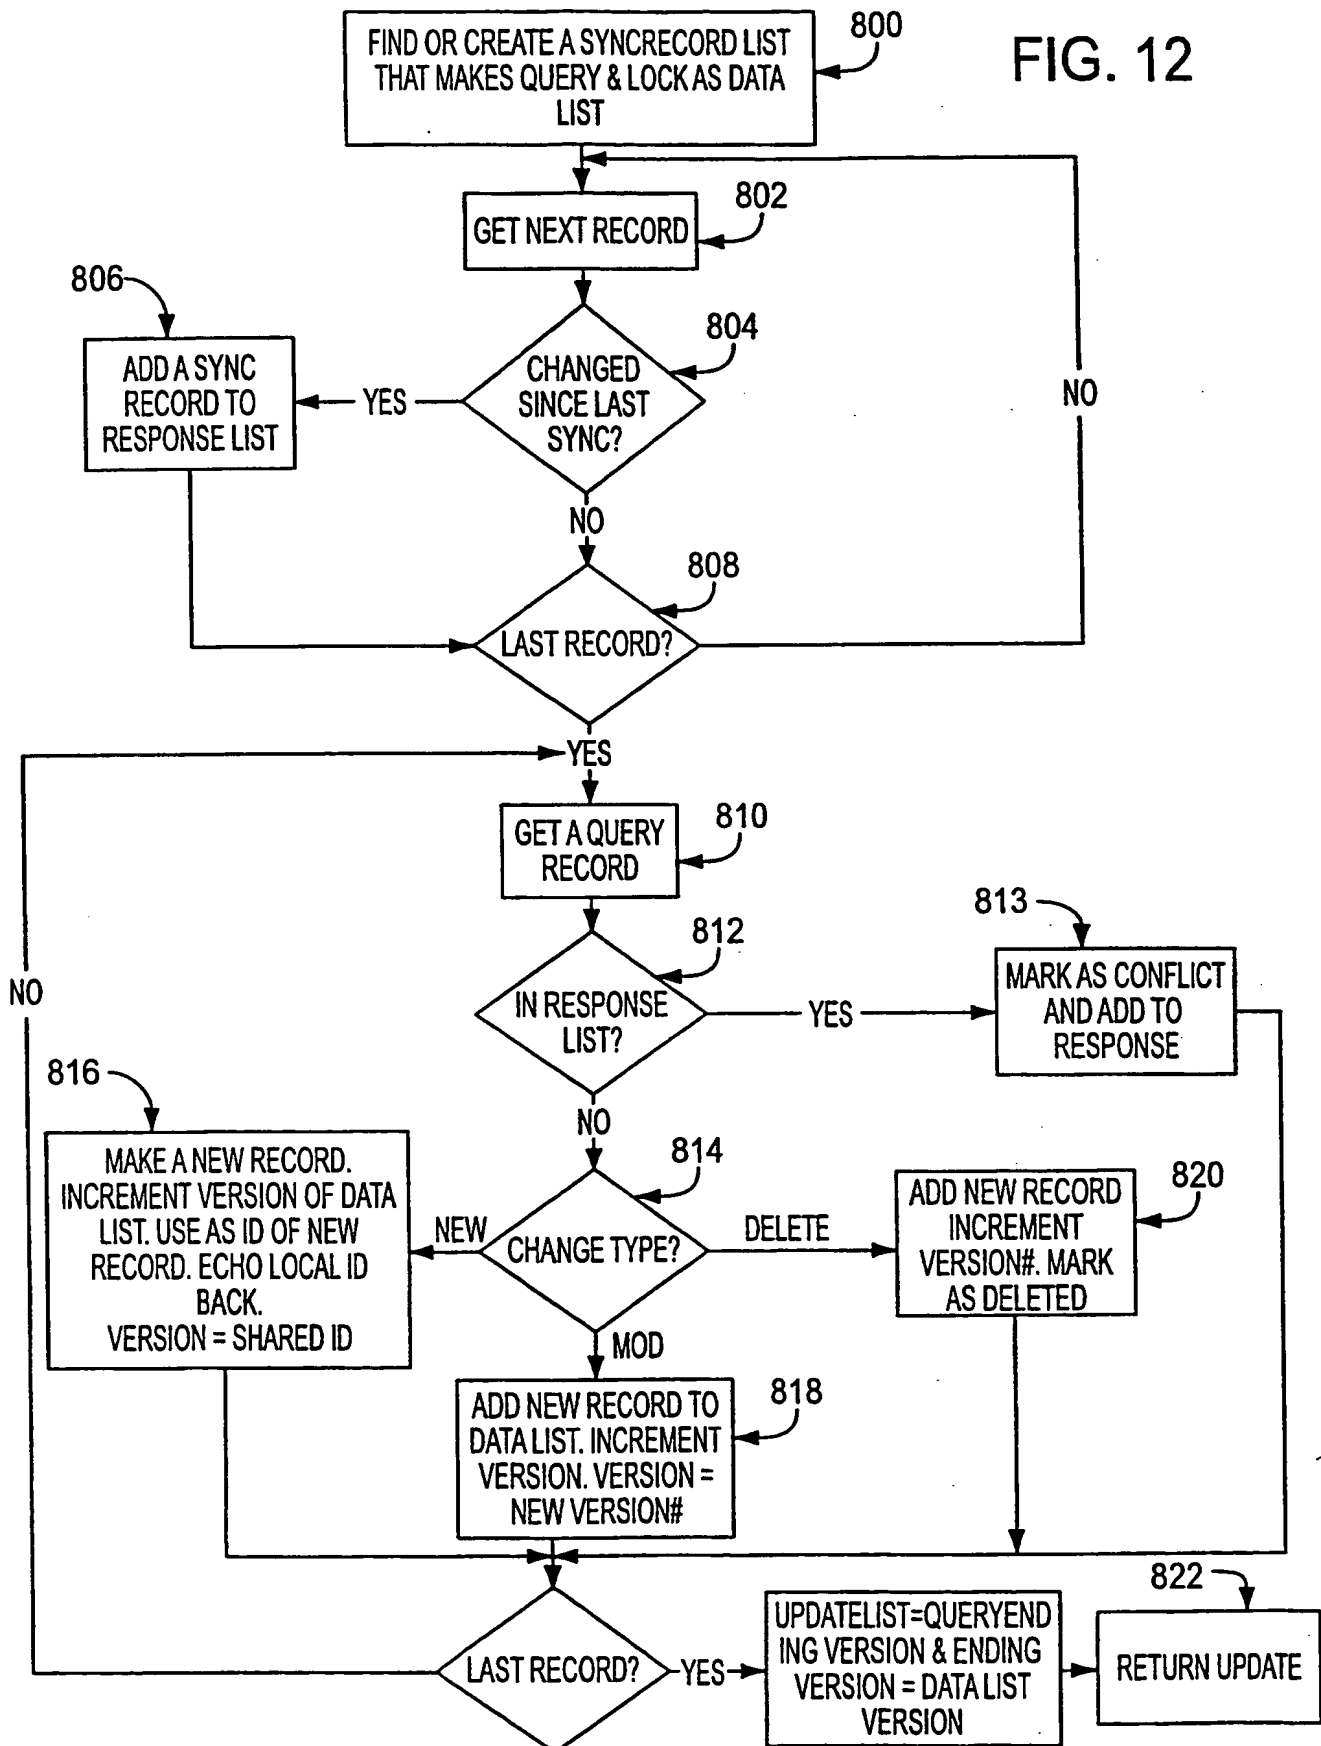 FIG. 12
800
FIND OR CREATE A SYNCRECORD LIST
THAT MAKES QUERY & LOCK AS DATA
LIST
802
GET NEXT RECORD
806
804
ADD A SYNC
RECORD TO
RESPONSE LIST
YES
CHANGED
SINCE LAST
SYNC?
NO
NO
808
LAST RECORD?
YES
810
GET A QUERY
RECORD
813
812
NO
IN RESPONSE
LIST?
YES
MARK AS CONFLICT
AND ADD TO
RESPONSE
816
NO
814
820
MAKE A NEW RECORD.
INCREMENT VERSION OF DATA
LIST. USE AS ID OF NEW
RECORD. ECHO LOCAL ID
BACK.
VERSION = SHARED ID
NEW
CHANGE TYPE?
DELETE
ADD NEW RECORD
INCREMENT
VERSION#. MARK
AS DELETED
MOD
818
ADD NEW RECORD TO
DATA LIST. INCREMENT
VERSION. VERSION =
NEW VERSION#
822
LAST RECORD?
YES
UPDATELIST=QUERYEND
ING VERSION & ENDING
VERSION = DATA LIST
VERSION
RETURN UPDATE